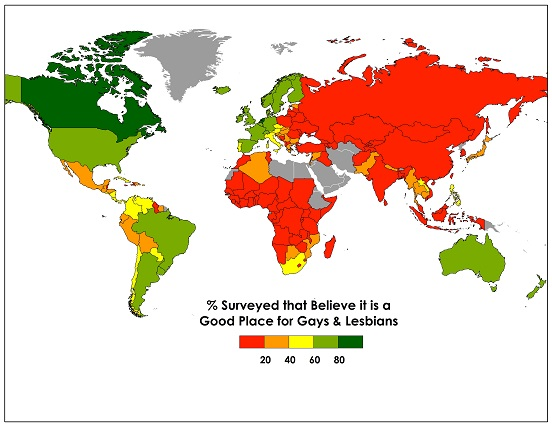 % Surveyed that Believe it is a
Good Place for Gays & Lesbians
20 40 60 80